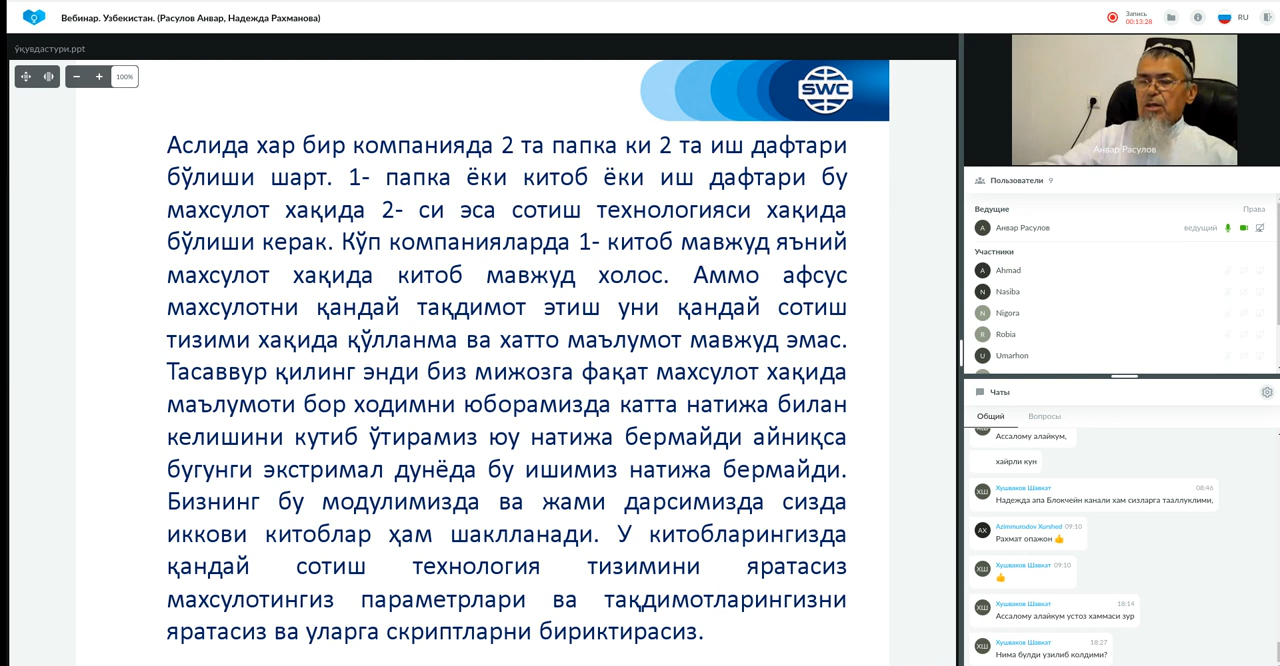 Вебинар. Узбекистан. (Расулов Анвар, Надежда Рахманова)
Запись
00:13:28
RU
ўқувдастури.ppt
100%
SWC
Аслида хар бир компанияда 2 та папка ки 2 та иш дафтари
бўлиши шарт. 1- папка ёки китоб ёки иш дафтари бу
махсулот хақида 2- си эса сотиш технологияси хақида
бўлиши керак. Кўп компанияларда 1- китоб мавжуд яъний
махсулот хақида китоб мавжуд холос. Аммо афсус
махсулотни қандай тақдимот этиш уни қандай сотиш
тизими хақида қўлланма ва хатто маълумот мавжуд эмас.
Тасаввур қилинг энди биз мижозга фақат махсулот хақида
маълумоти бор ходимни юборамизда катта натижа билан
келишини кутиб ўтирамиз юу натижа бермайди айниқса
бугунги экстримал дунёда бу ишимиз натижа бермайди.
Бизнинг бу модулимизда ва жами дарсимизда сизда
иккови китоблар ҳам шаклланади. У китобларингизда
қандай сотиш технология тизимини яратасиз
махсулотингиз параметрлари ва тақдимотларингизни
яратасиз ва уларга скриптларни бириктирасиз.
Анвар Расулов
Пользователи 9
Ведущие Права
А Анвар Расулов ведущий
Участники
A Ahmad
N Nasiba
N Nigora
R Robia
U Umarhon
Чаты
Общий Вопросы
Ассалому алайкум,
хайрли кун
ХШ Хушваков Шавкат 08:46
Надежда апа Блокчейн канали хам сизларга тааллуклими,
AX Azimmurodov Xurshed 09:10
Рахмат опажон 👍
ХШ Хушваков Шавкат 09:10
👍
ХШ Хушваков Шавкат 18:14
Ассалому алайкум устоз хаммаси зур
ХШ Хушваков Шавкат 18:27
Нима булди узилиб колдими?